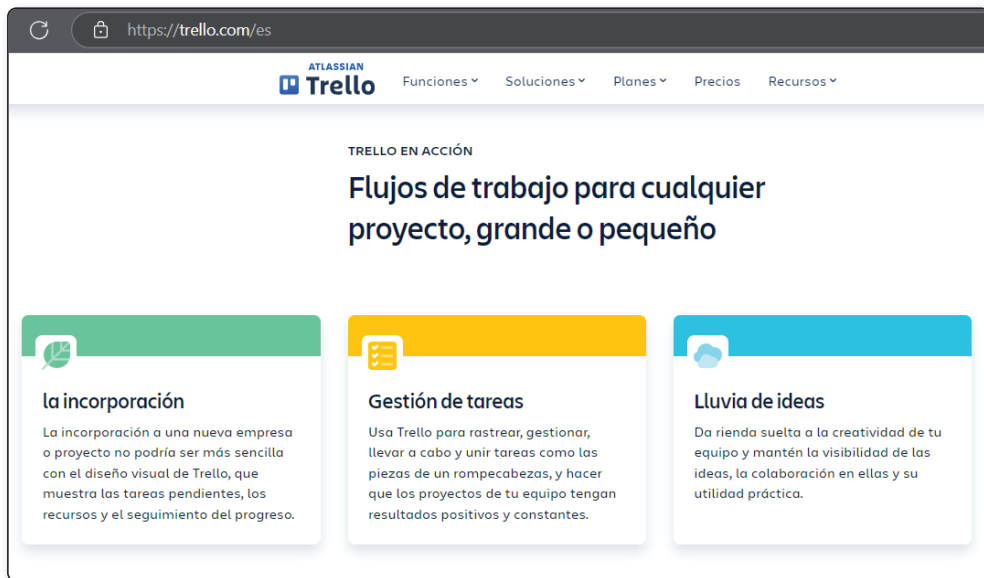 https://trello.com/es
ATLASSIAN
Trello
Funciones
Soluciones
Planes
Precios
Recursos
TRELLO EN ACCIÓN
Flujos de trabajo para cualquier
proyecto, grande o pequeño
la incorporación
La incorporación a una nueva empresa
o proyecto no podría ser más sencilla
con el diseño visual de Trello, que
muestra las tareas pendientes, los
recursos y el seguimiento del progreso.
Gestión de tareas
Usa Trello para rastrear, gestionar,
llevar a cabo y unir tareas como las
piezas de un rompecabezas, y hacer
que los proyectos de tu equipo tengan
resultados positivos y constantes.
Lluvia de ideas
Da rienda suelta a la creatividad de tu
equipo y mantén la visibilidad de las
ideas, la colaboración en ellas y su
utilidad práctica.